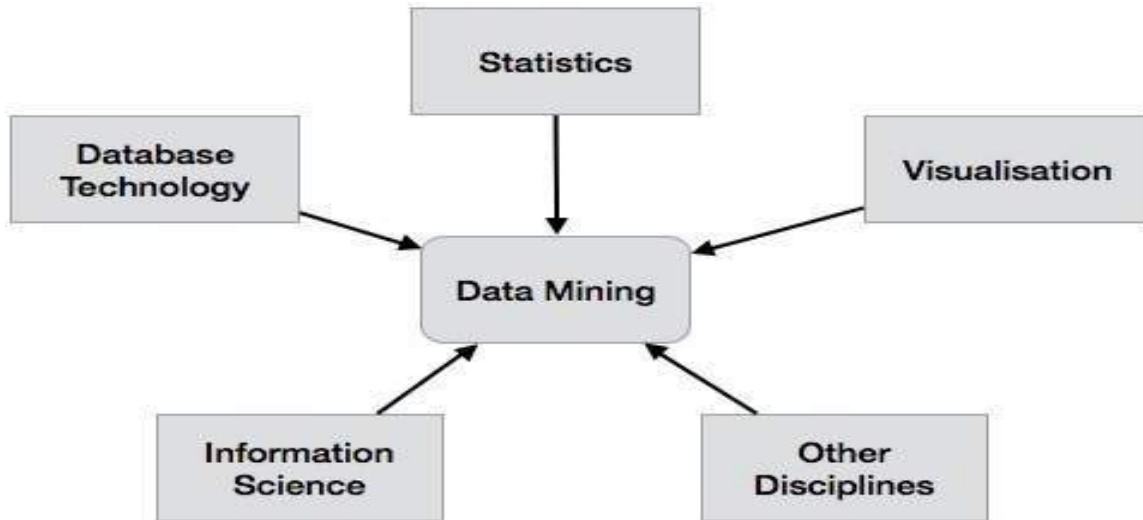 Statistics
Database
Technology
Visualisation
Data Mining
Information
Science
Other
Disciplines